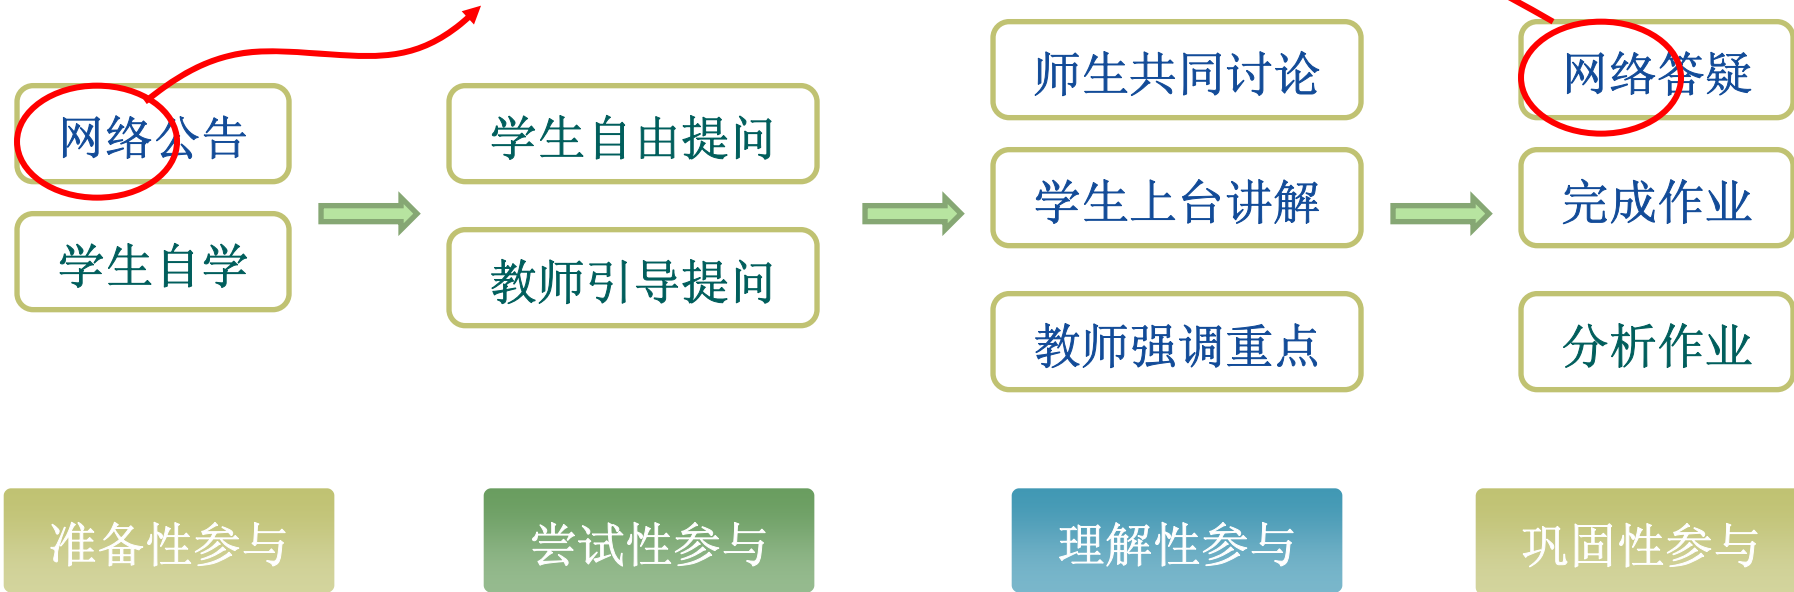 网络公告
学生自学
学生自由提问
教师引导提问
师生共同讨论
学生上台讲解
教师强调重点
网络答疑
完成作业
分析作业
准备性参与
尝试性参与
理解性参与
巩固性参与